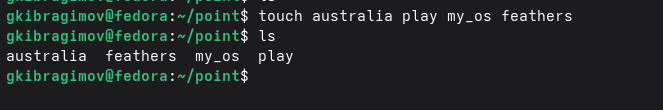 gkibragimov@fedora:~/point$ touch australia play my_os feathers
gkibragimov@fedora:~/point$ ls
australia  feathers  my_os  play
gkibragimov@fedora:~/point$